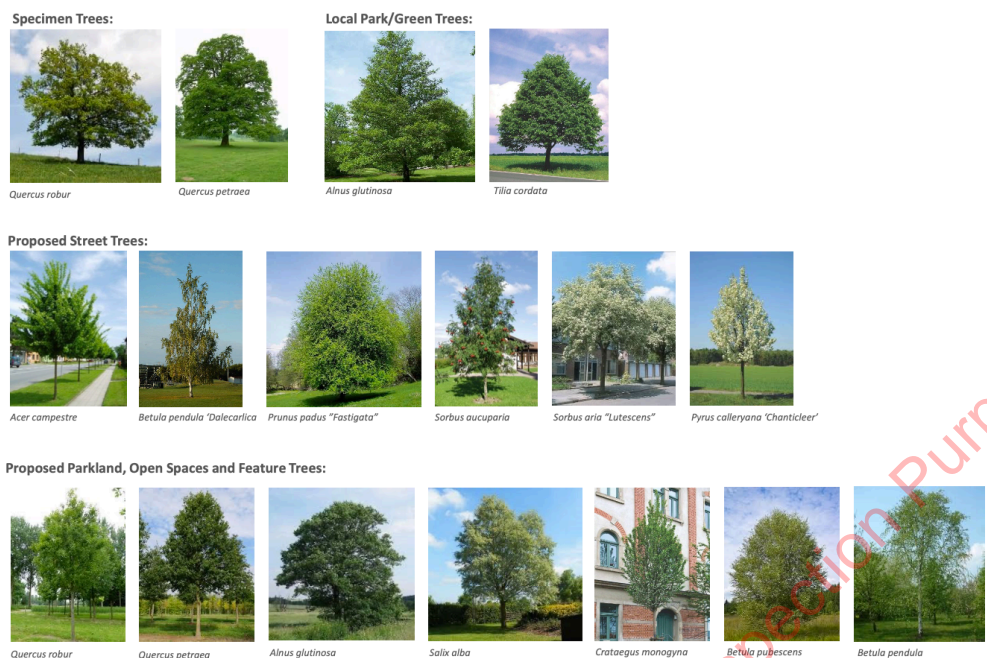 Specimen Trees:
Local Park/Green Trees:
Quercus robur
Quercus petraea
Alnus glutinosa
Tilia cordata
Proposed Street Trees:
Acer campestre
Betula pendula ‘Dalecarlica
Prunus padus “Fastigata”
Sorbus aucuparia
Sorbus aria “Lutescens”
Pyrus calleryana ‘Chanticleer’
Proposed Parkland, Open Spaces and Feature Trees:
Quercus robur
Quercus petraea
Alnus glutinosa
Salix alba
Crataegus monogyna
Betula pubescens
Betula pendula